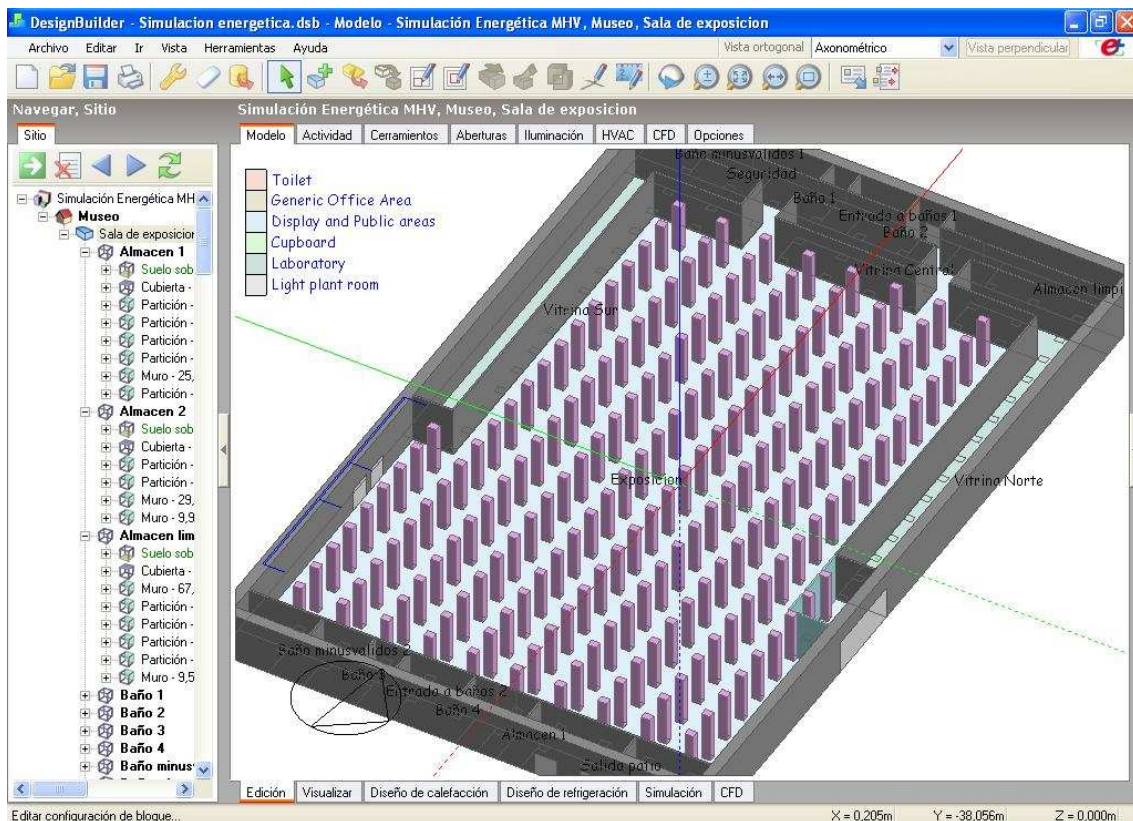 DesignBuilder - Simulacion energetica.dsb - Modelo - Simulación Energética MHV, Museo, Sala de exposicion
Archivo Editar Ir Vista Herramientas Ayuda
Vista ortogonal Axonométrico Vista perpendicular
Navegar, Sitio
Sitio
Simulación Energética MH
Museo
Sala de exposicion
Almacen 1
Suelo sob
Cubierta -
Partición -
Partición -
Partición -
Partición -
Muro - 25,
Partición -
Almacen 2
Suelo sob
Cubierta -
Partición -
Partición -
Muro - 29,
Muro - 9,9
Almacen lim
Suelo sob
Cubierta -
Muro - 67,
Partición -
Partición -
Partición -
Partición -
Muro - 9,5
Baño 1
Baño 2
Baño 3
Baño 4
Baño minus
Simulación Energética MHV, Museo, Sala de exposicion
Modelo Actividad Cerramientos Aberturas Iluminación HVAC CFD Opciones
Toilet
Generic Office Area
Display and Public areas
Cupboard
Laboratory
Light plant room
Baño minusvalidos 1
Seguridad
Baño 1
Entrada a baños 1
Baño 2
Vitrina Central
Almacen limpi
Vitrina Sur
Exposicion
Vitrina Norte
Baño minusvalidos 2
Baño 3
Entrada a baños 2
Baño 4
Almacen 1
Salida patio
Edición Visualizar Diseño de calefacción Diseño de refrigeración Simulación CFD
Editar configuración de bloque...
X = 0,205m Y = -38,056m Z = 0,000m